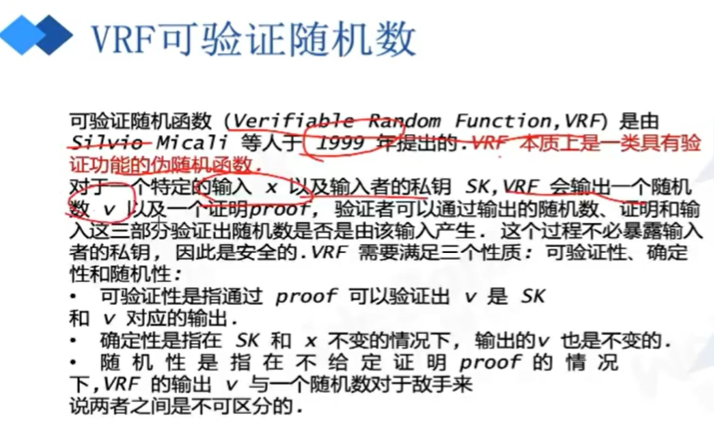 VRF可验证随机数
可验证随机函数（Verifiable Random Function,VRF）是由
Silvio Micali 等人于 1999 年提出的.VRF 本质上是一类具有验
证功能的伪随机函数.
对于一个特定的输入 x 以及输入者的私钥 SK,VRF 会输出一个随机
数 v 以及一个证明proof, 验证者可以通过输出的随机数、证明和输
入这三部分验证出随机数是否是由该输入产生. 这个过程不必暴露输入
者的私钥, 因此是安全的.VRF 需要满足三个性质: 可验证性、确定
性和随机性:
• 可验证性是指通过 proof 可以验证出 v 是 SK
和 v 对应的输出.
• 确定性是指在 SK 和 x 不变的情况下, 输出的v 也是不变的.
• 随机性是指在不给定证明 proof 的情况
下,VRF 的输出 v 与一个随机数对于敌手来
说两者之间是不可区分的.